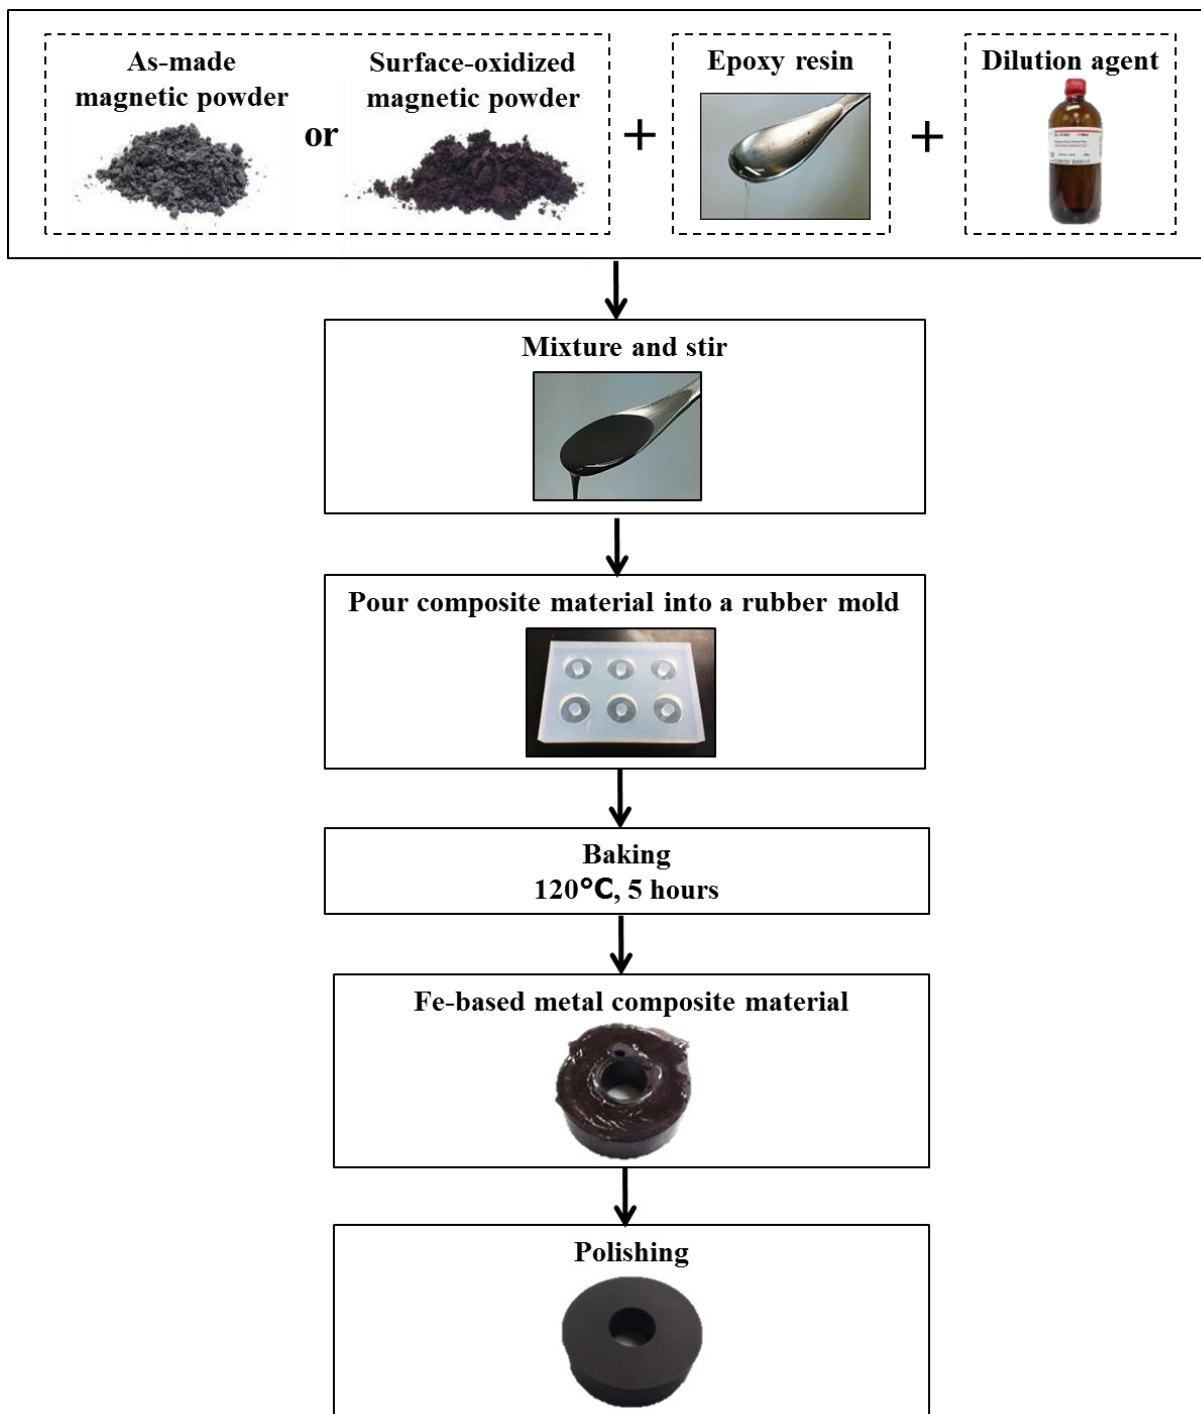 As-made
magnetic powder
or
Surface-oxidized
magnetic powder
+
Epoxy resin
+
Dilution agent
Mixture and stir
Pour composite material into a rubber mold
Baking
120°C, 5 hours
Fe-based metal composite material
Polishing